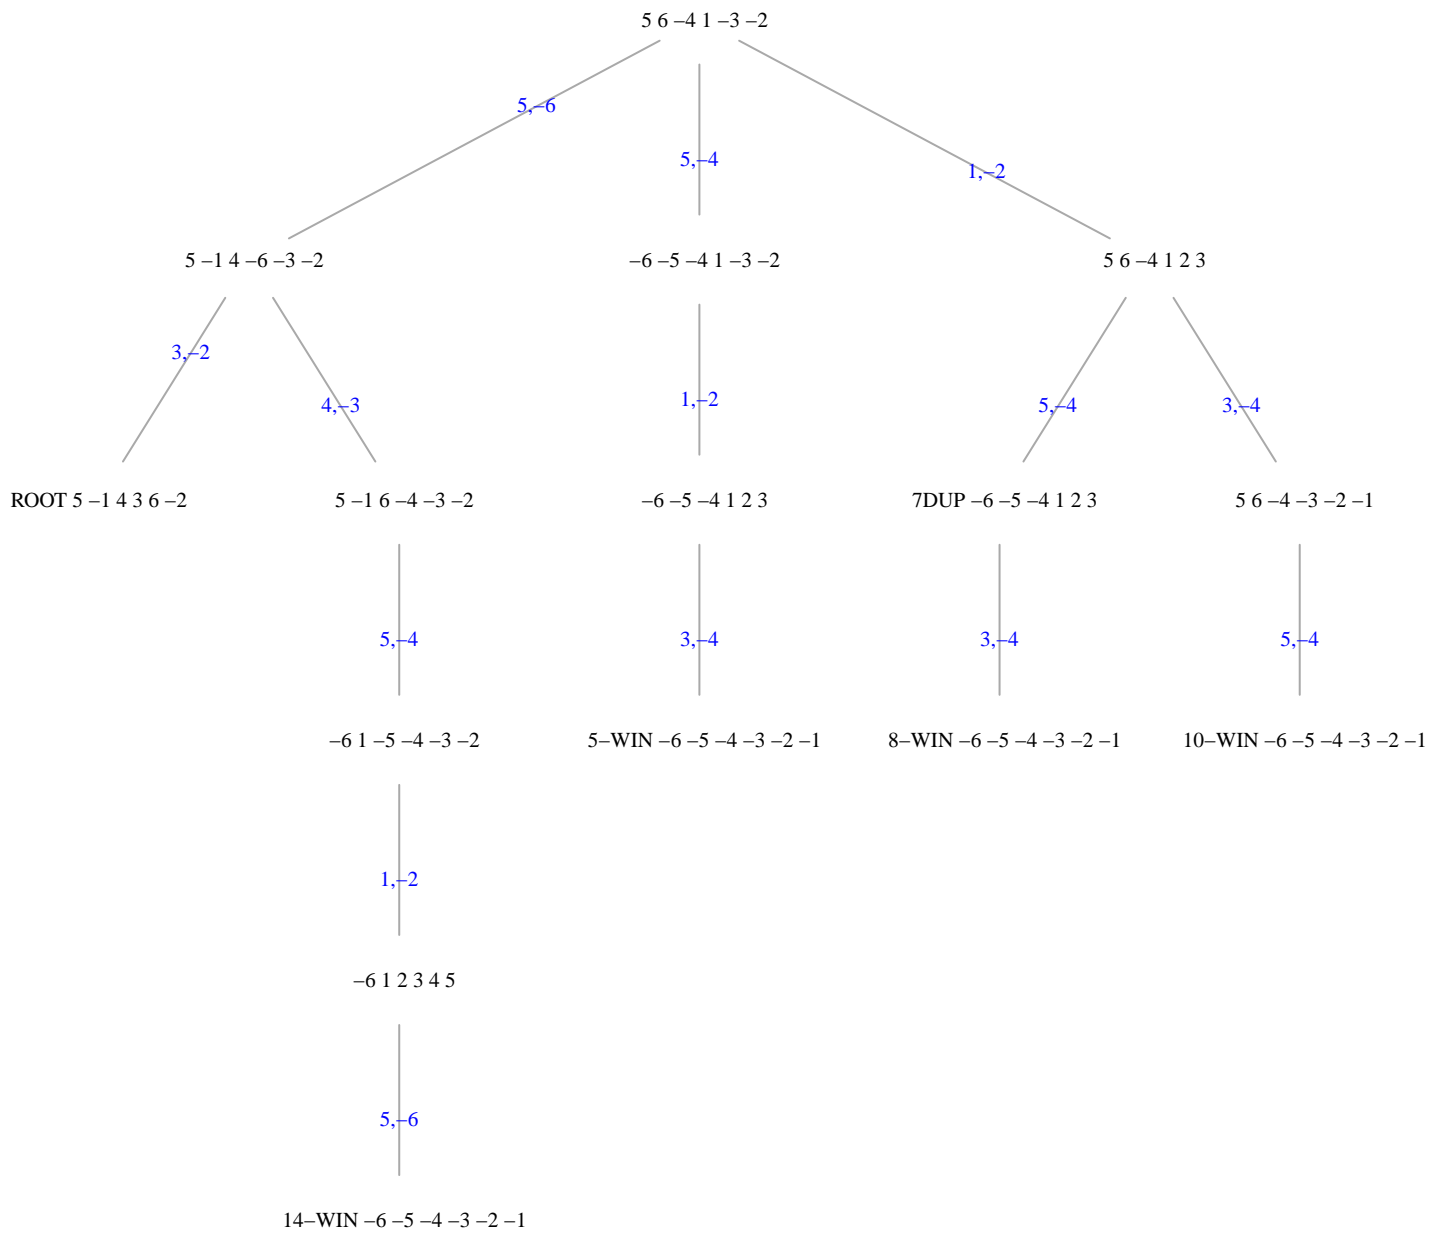 5 6 –4 1 –3 –2
5,–6
5,–4
1,–2
5 –1 4 –6 –3 –2
–6 –5 –4 1 –3 –2
5 6 –4 1 2 3
3,–2
4,–3
1,–2
5,–4
3,–4
ROOT 5 –1 4 3 6 –2
5 –1 6 –4 –3 –2
–6 –5 –4 1 2 3
7DUP –6 –5 –4 1 2 3
5 6 –4 –3 –2 –1
5,–4
3,–4
3,–4
5,–4
–6 1 –5 –4 –3 –2
5–WIN –6 –5 –4 –3 –2 –1
8–WIN –6 –5 –4 –3 –2 –1
10–WIN –6 –5 –4 –3 –2 –1
1,–2
–6 1 2 3 4 5
5,–6
14–WIN –6 –5 –4 –3 –2 –1